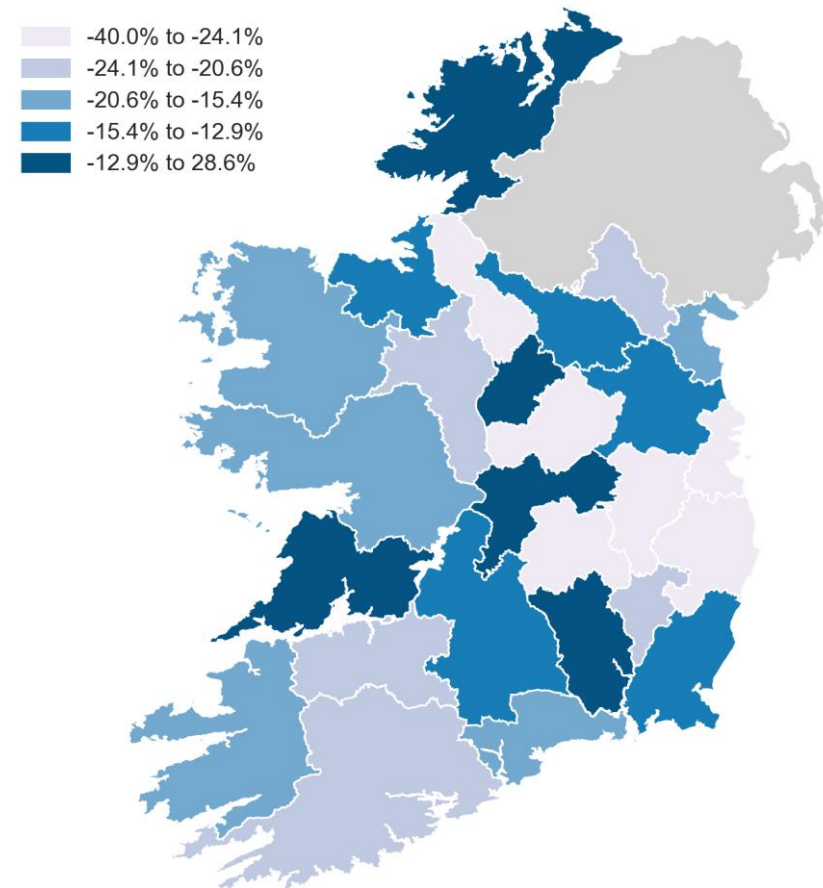 -40.0% to -24.1%
-24.1% to -20.6%
-20.6% to -15.4%
-15.4% to -12.9%
-12.9% to 28.6%